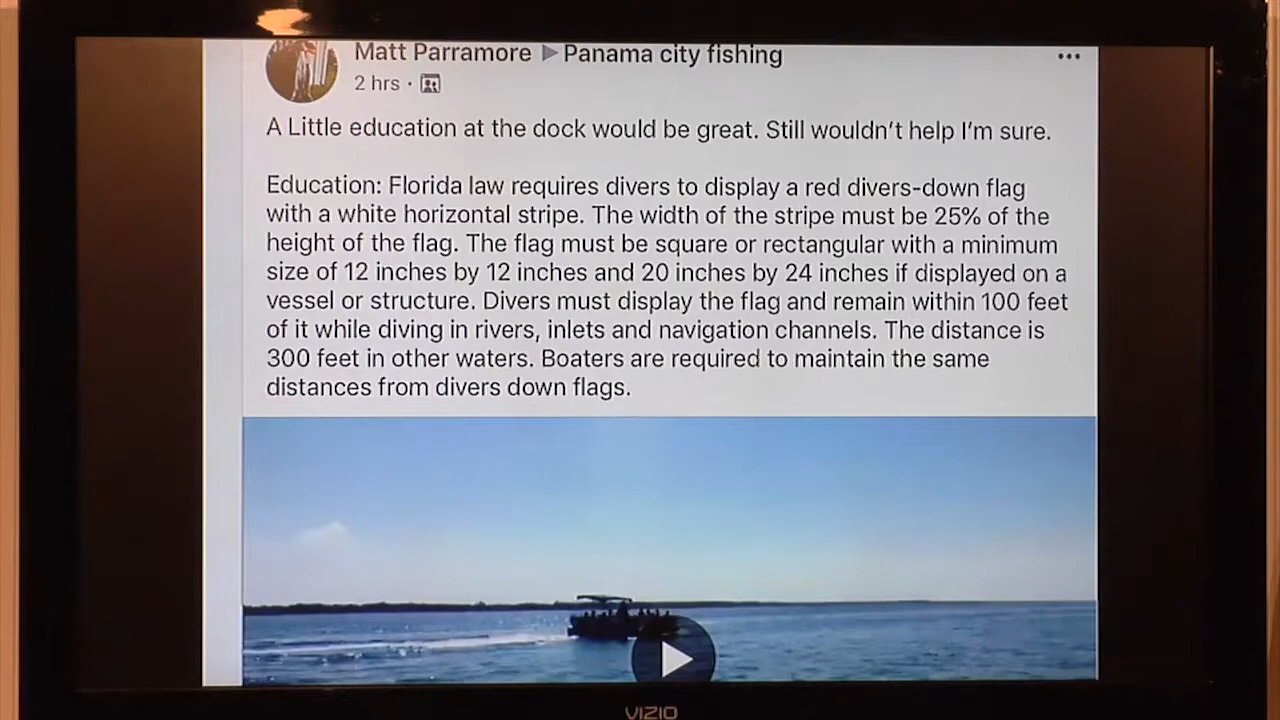 Matt Parramore ▶ Panama city fishing
2 hrs ·
A Little education at the dock would be great. Still wouldn't help I'm sure.
Education: Florida law requires divers to display a red divers-down flag
with a white horizontal stripe. The width of the stripe must be 25% of the
height of the flag. The flag must be square or rectangular with a minimum
size of 12 inches by 12 inches and 20 inches by 24 inches if displayed on a
vessel or structure. Divers must display the flag and remain within 100 feet
of it while diving in rivers, inlets and navigation channels. The distance is
300 feet in other waters. Boaters are required to maintain the same
distances from divers down flags.
VIZIO